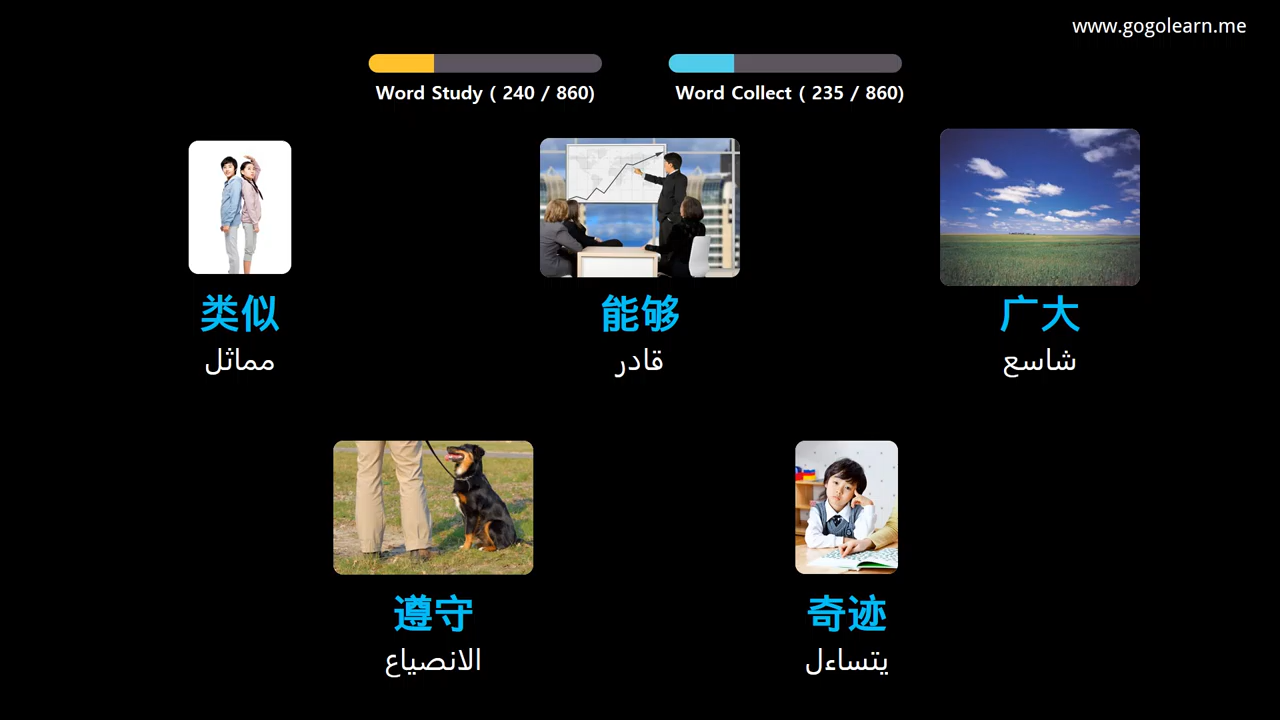 www.gogolearn.me
Word Study ( 240 / 860)
Word Collect ( 235 / 860)
类似
مماثل
能够
قادر
广大
شاسع
遵守
الانصياع
奇迹
يتساءل